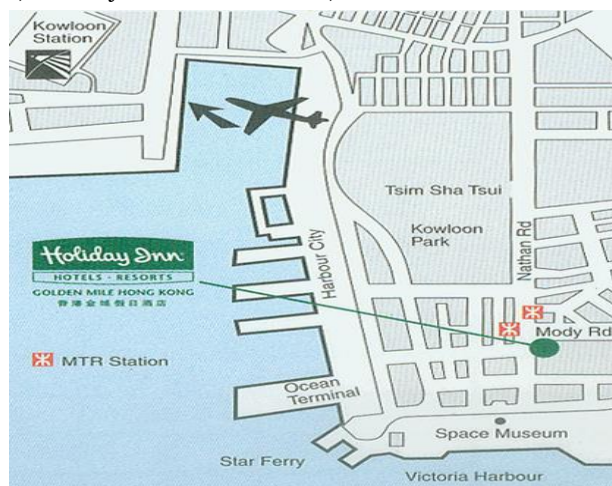 Kowloon
Station
Tsim Sha Tsui
Kowloon
Park
Nathan Rd
Harbour City
Holiday Inn
HOTELS · RESORTS
GOLDEN MILE HONG KONG
香港金域假日酒店
Mody Rd
MTR Station
Ocean
Terminal
Space Museum
Star Ferry
Victoria Harbour